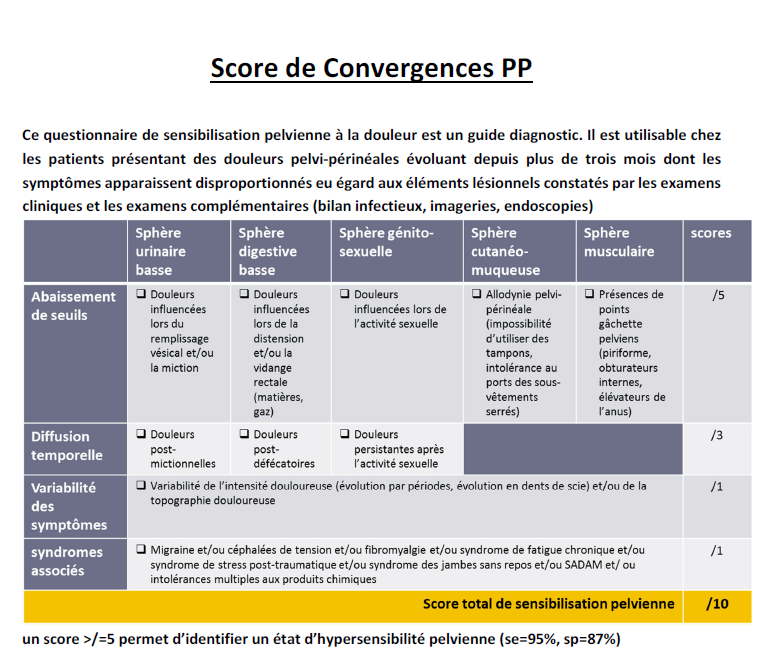 Score de Convergences PP
Ce questionnaire de sensibilisation pelvienne à la douleur est un guide diagnostic. Il est utilisable chez
les patients présentant des douleurs pelvi-périnéales évoluant depuis plus de trois mois dont les
symptômes apparaissent disproportionnés eu égard aux éléments lésionnels constatés par les examens
cliniques et les examens complémentaires (bilan infectieux, imageries, endoscopies)
Sphère
urinaire
basse
Sphère
digestive
basse
Sphère génito-
sexuelle
Sphère
cutanéo-
muqueuse
Sphère
musculaire
scores
Abaissement
de seuils
❑ Douleurs
influencées
lors du
remplissage
vésical et/ou
la miction
❑ Douleurs
influencées
lors de la
distension
et/ou la
vidange
rectale
(matières,
gaz)
❑ Douleurs
influencées lors de
l’activité sexuelle
❑ Allodynie pelvi-
périnéale
(impossibilité
d’utiliser des
tampons,
intolérance au
ports des sous-
vêtements
serrés)
❑ Présences de
points
gâchette
pelviens
(piriforme,
obturateurs
internes,
élévateurs de
l’anus)
/5
Diffusion
temporelle
❑ Douleurs
post-
mictionnelles
❑ Douleurs
post-
défécatoires
❑ Douleurs
persistantes après
l’activité sexuelle
/3
Variabilité
des
symptômes
❑ Variabilité de l’intensité douloureuse (évolution par périodes, évolution en dents de scie) et/ou de la
topographie douloureuse
/1
syndromes
associés
❑ Migraine et/ou céphalées de tension et/ou fibromyalgie et/ou syndrome de fatigue chronique et/ou
syndrome de stress post-traumatique et/ou syndrome des jambes sans repos et/ou SADAM et/ ou
intolérances multiples aux produits chimiques
/1
Score total de sensibilisation pelvienne
/10
un score >/=5 permet d’identifier un état d’hypersensibilité pelvienne (se=95%, sp=87%)